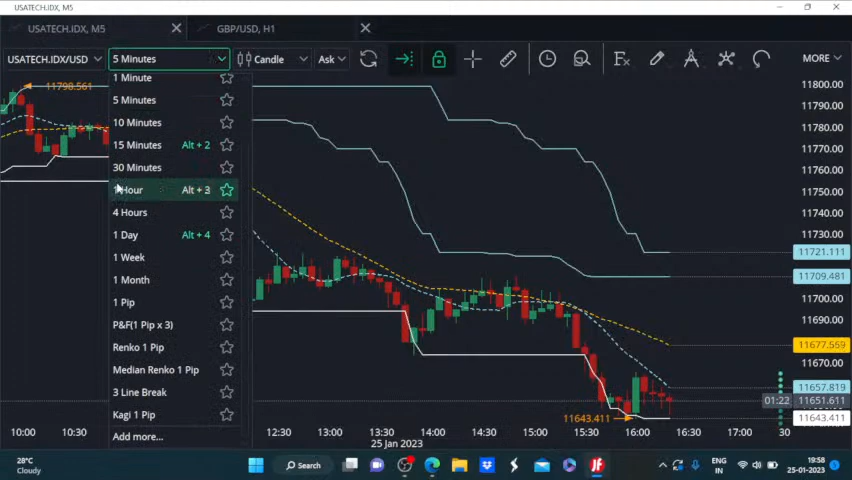 USATECH.IDX, M5
USATECH.IDX, M5
GBP/USD, H1
USATECH.IDX/USD
5 Minutes
Candle
Ask
MORE
11798.561
1 Minute
5 Minutes
10 Minutes
15 Minutes Alt + 2
30 Minutes
1 Hour Alt + 3
4 Hours
1 Day Alt + 4
1 Week
1 Month
1 Pip
P&F(1 Pip x 3)
Renko 1 Pip
Median Renko 1 Pip
3 Line Break
Kagi 1 Pip
Add more...
11800.00
11790.00
11780.00
11770.00
11760.00
11750.00
11740.00
11730.00
11721.111
11709.481
11700.00
11690.00
11677.559
11670.00
11657.819
01:22 11651.611
11643.411
11643.411
10:00 10:30 12:30 13:00 13:30 14:00 14:30 15:00 15:30 16:00 16:30 17:00 30
25 Jan 2023
28°C
Cloudy
Search
ENG
IN
19:58
25-01-2023